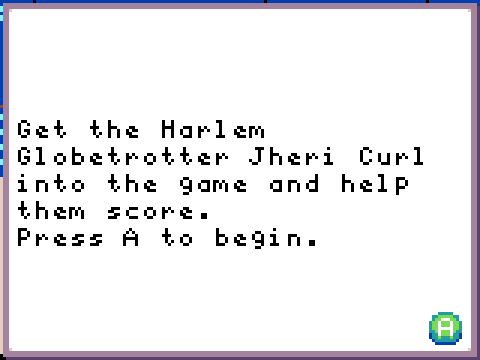 Get the Harlem
Globetrotter Jheri Curl
into the game and help
them score.
Press A to begin.
A